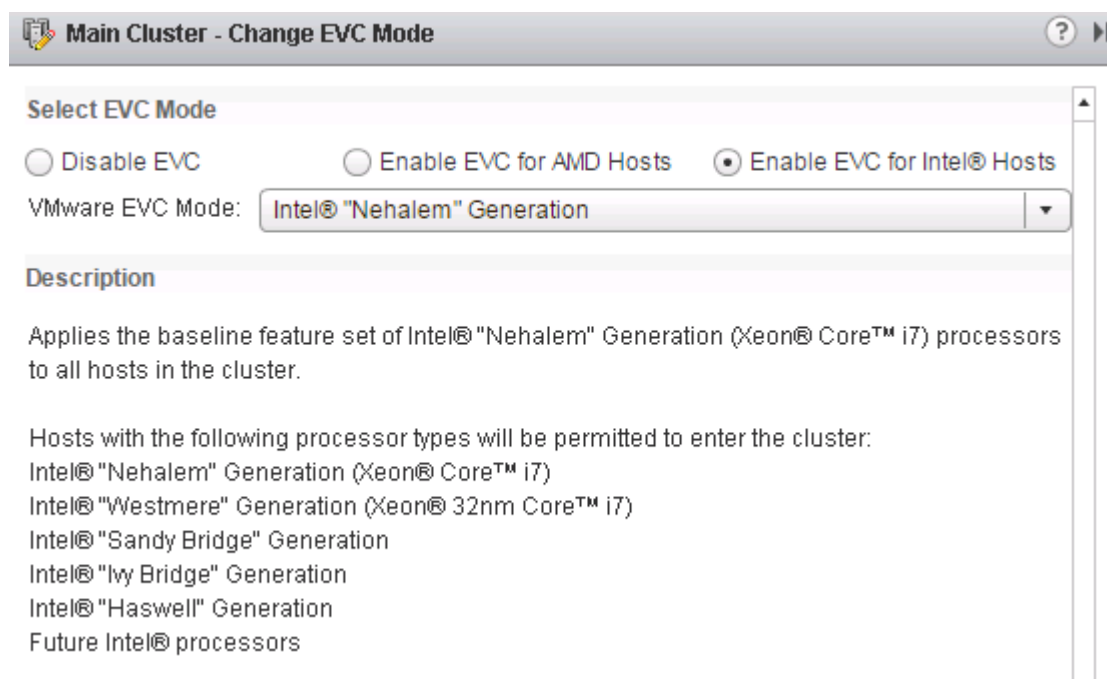 Main Cluster - Change EVC Mode
?
Select EVC Mode
Disable EVC Enable EVC for AMD Hosts Enable EVC for Intel® Hosts
VMware EVC Mode: Intel® "Nehalem" Generation
Description
Applies the baseline feature set of Intel® "Nehalem" Generation (Xeon® Core™ i7) processors
to all hosts in the cluster.
Hosts with the following processor types will be permitted to enter the cluster:
Intel® "Nehalem" Generation (Xeon® Core™ i7)
Intel® "Westmere" Generation (Xeon® 32nm Core™ i7)
Intel® "Sandy Bridge" Generation
Intel® "Ivy Bridge" Generation
Intel® "Haswell" Generation
Future Intel® processors